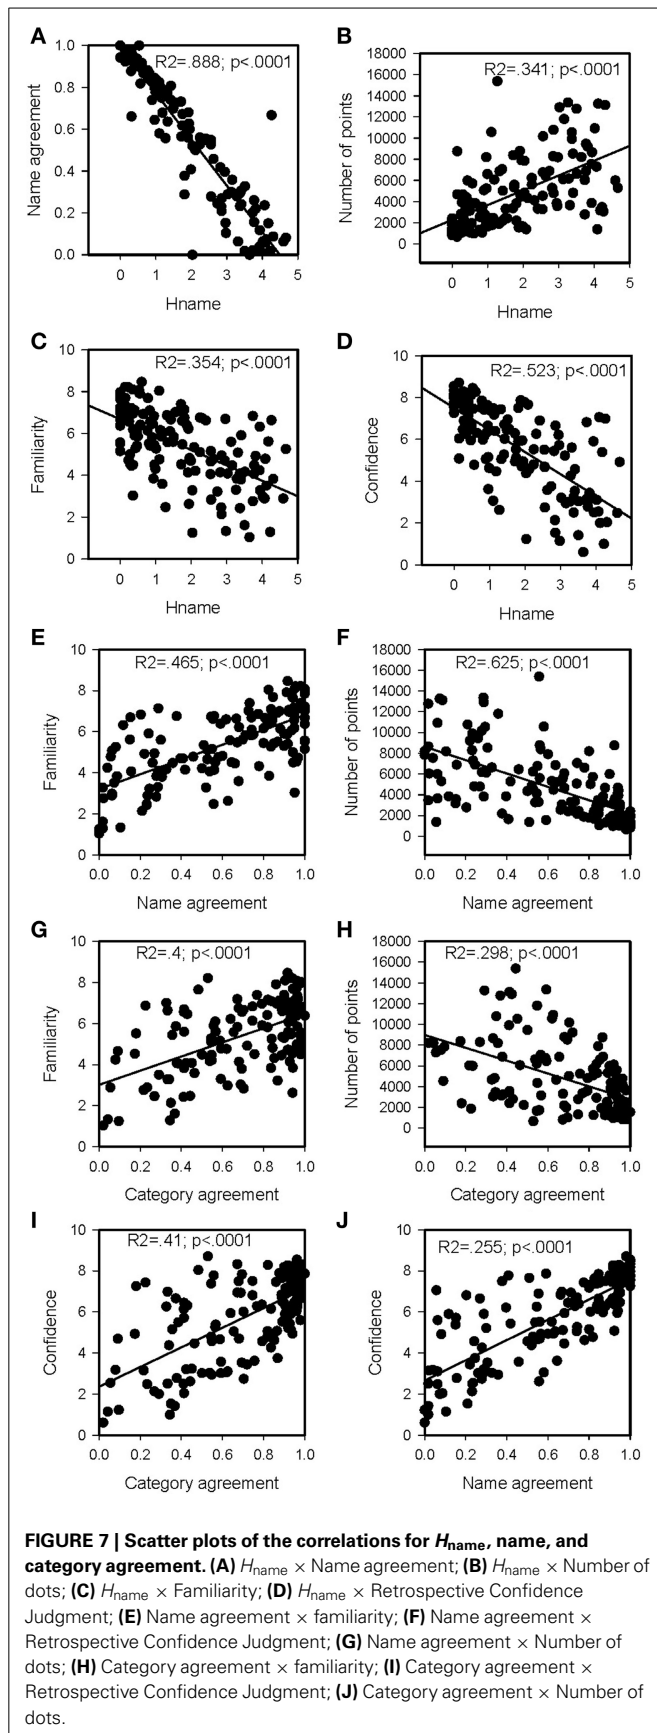 A
R2=.888; p<.0001
1.0
0.8
0.6
0.4
0.2
0.0
Name agreement
0 1 2 3 4 5
Hname
B
R2=.341; p<.0001
18000
16000
14000
12000
10000
8000
6000
4000
2000
0
Number of points
0 1 2 3 4 5
Hname
C
R2=.354; p<.0001
10
8
6
4
2
0
Familiarity
0 1 2 3 4 5
Hname
D
R2=.523; p<.0001
10
8
6
4
2
0
Confidence
0 1 2 3 4 5
Hname
E
R2=.465; p<.0001
10
8
6
4
2
0
Familiarity
0.0 0.2 0.4 0.6 0.8 1.0
Name agreement
F
R2=.625; p<.0001
18000
16000
14000
12000
10000
8000
6000
4000
2000
0
Number of points
0.0 0.2 0.4 0.6 0.8 1.0
Name agreement
G
R2=.4; p<.0001
10
8
6
4
2
0
Familiarity
0.0 0.2 0.4 0.6 0.8 1.0
Category agreement
H
R2=.298; p<.0001
18000
16000
14000
12000
10000
8000
6000
4000
2000
0
Number of points
0.0 0.2 0.4 0.6 0.8 1.0
Category agreement
I
R2=.41; p<.0001
10
8
6
4
2
0
Confidence
0.0 0.2 0.4 0.6 0.8 1.0
Category agreement
J
R2=.255; p<.0001
10
8
6
4
2
0
Confidence
0.0 0.2 0.4 0.6 0.8 1.0
Name agreement
FIGURE 7 | Scatter plots of the correlations for Hname, name, and
category agreement. (A) Hname × Name agreement; (B) Hname × Number of
dots; (C) Hname × Familiarity; (D) Hname × Retrospective Confidence
Judgment; (E) Name agreement × familiarity; (F) Name agreement ×
Retrospective Confidence Judgment; (G) Name agreement × Number of
dots; (H) Category agreement × familiarity; (I) Category agreement ×
Retrospective Confidence Judgment; (J) Category agreement × Number of
dots.